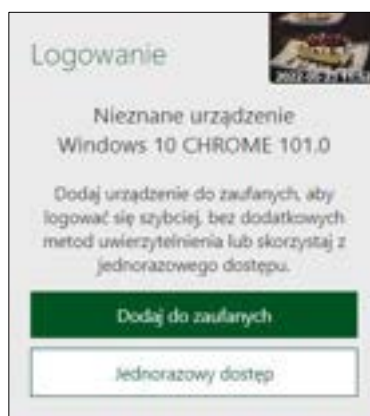 Logowanie
Nieznane urządzenie
Windows 10 CHROME 101.0
Dodaj urządzenie do zaufanych, aby
logować się szybciej, bez dodatkowych
metod uwierzytelnienia lub skorzystaj z
jednorazowego dostępu.
Dodaj do zaufanych
Jednorazowy dostęp